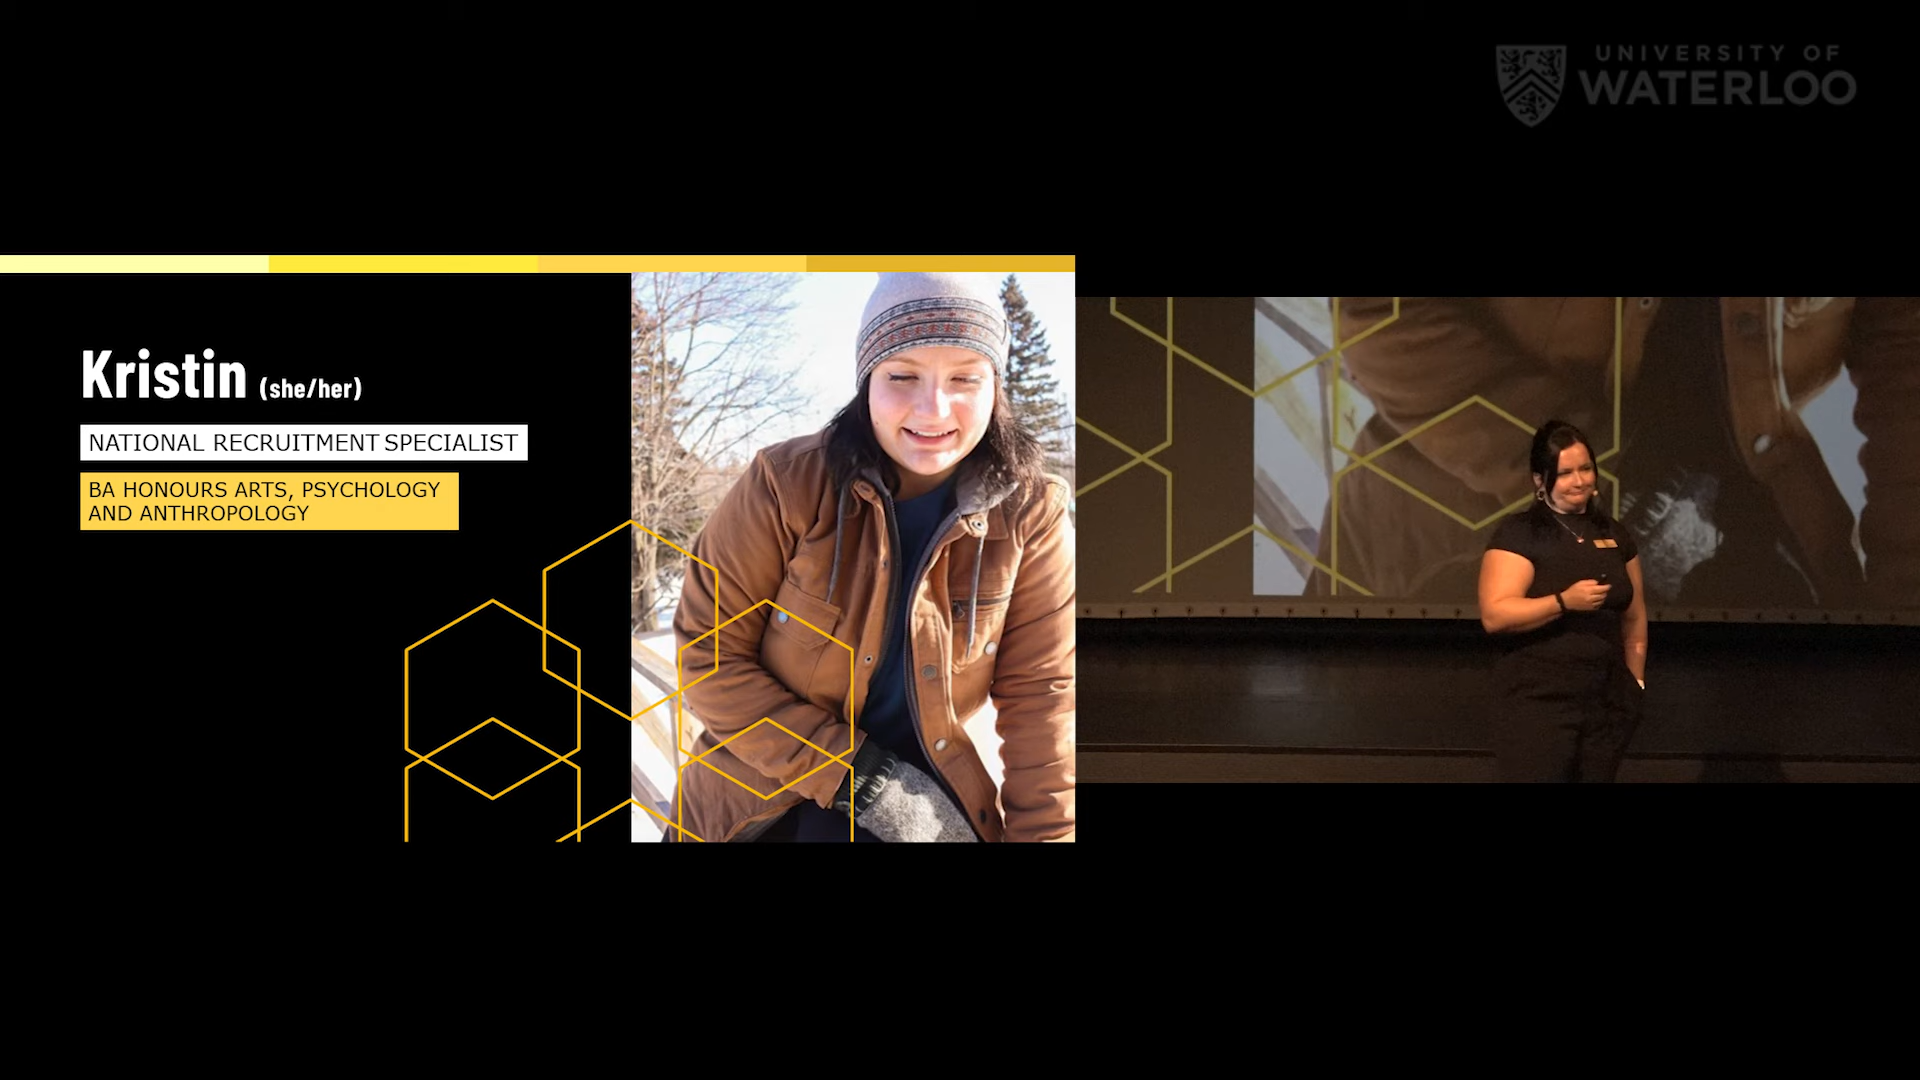 UNIVERSITY OF
WATERLOO
Kristin (she/her)
NATIONAL RECRUITMENT SPECIALIST
BA HONOURS ARTS, PSYCHOLOGY
AND ANTHROPOLOGY